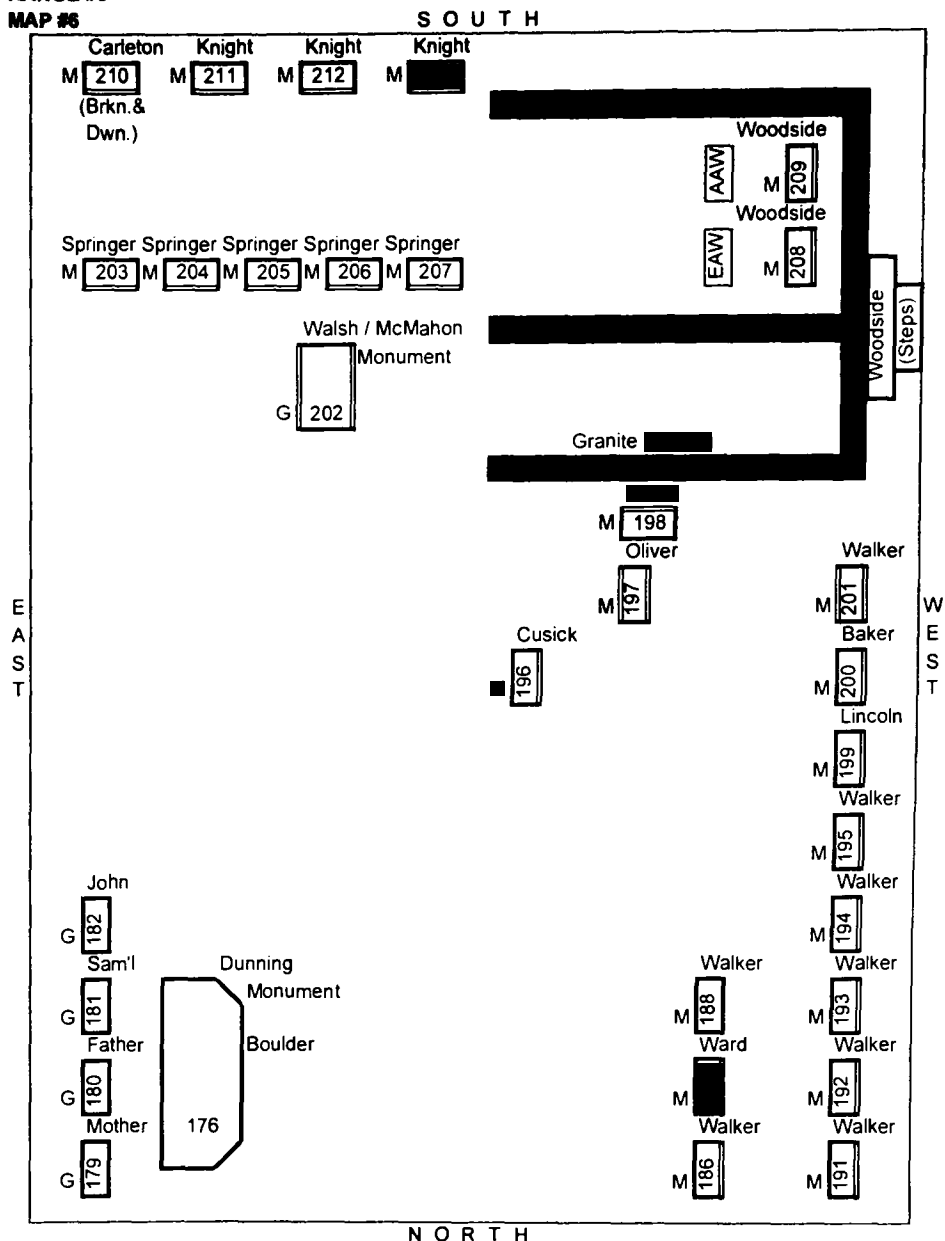 MAP #6
SOUTH
Carleton Knight Knight Knight
M 210 M 211 M 212 M
(Brkn.&
Dwn.)
Woodside
AAW M 209
Woodside
EAW M 208
Springer Springer Springer Springer Springer
M 203 M 204 M 205 M 206 M 207
Woodside
(Steps)
Walsh / McMahon
Monument
G 202
Granite
M 198
Oliver Walker
M 197 M 201
EAST
WEST
Cusick Baker
196 M 200
Lincoln
M 199
Walker
M 195
John Walker
G 182 M 194
Sam'l Dunning Walker Walker
Monument
G 181 M 188 M 193
Father Boulder Ward Walker
G 180 M M 192
Mother 176 Walker Walker
G 179 M 186 M 191
NORTH